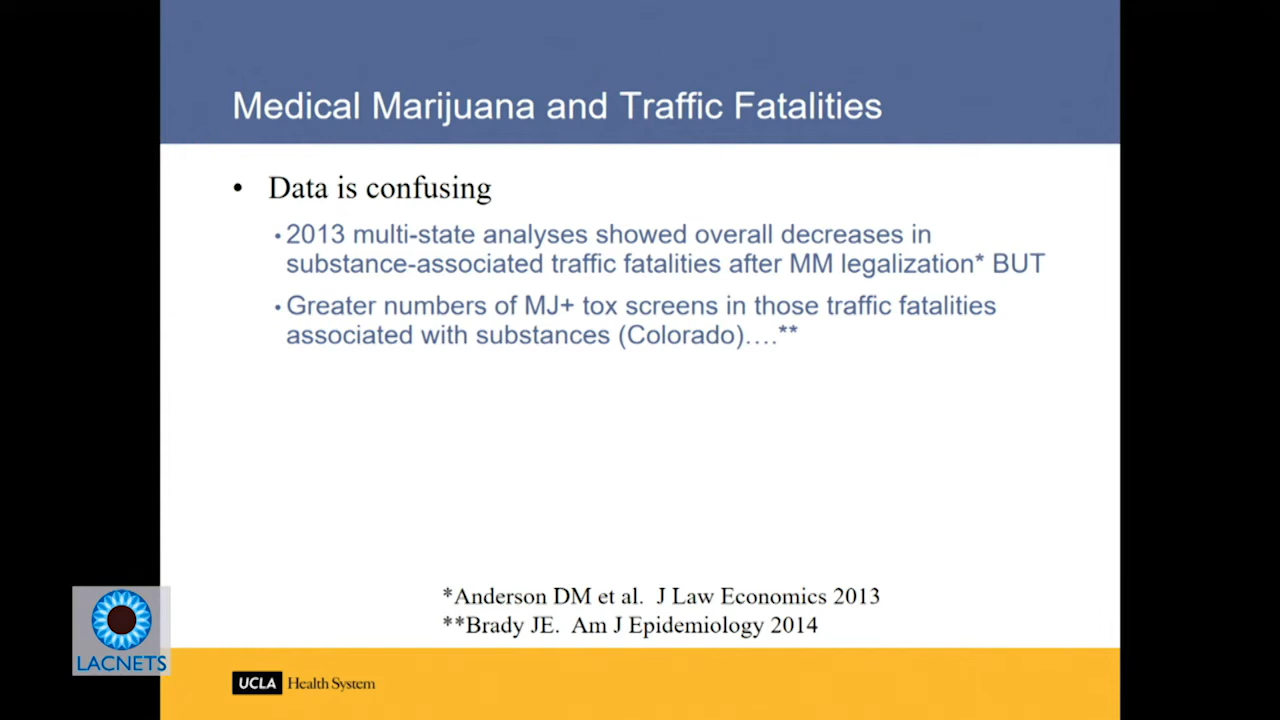 Medical Marijuana and Traffic Fatalities
• Data is confusing
• 2013 multi-state analyses showed overall decreases in
substance-associated traffic fatalities after MM legalization* BUT
• Greater numbers of MJ+ tox screens in those traffic fatalities
associated with substances (Colorado)….**
*Anderson DM et al.  J Law Economics 2013
**Brady JE.  Am J Epidemiology 2014
LACNETS
UCLA Health System